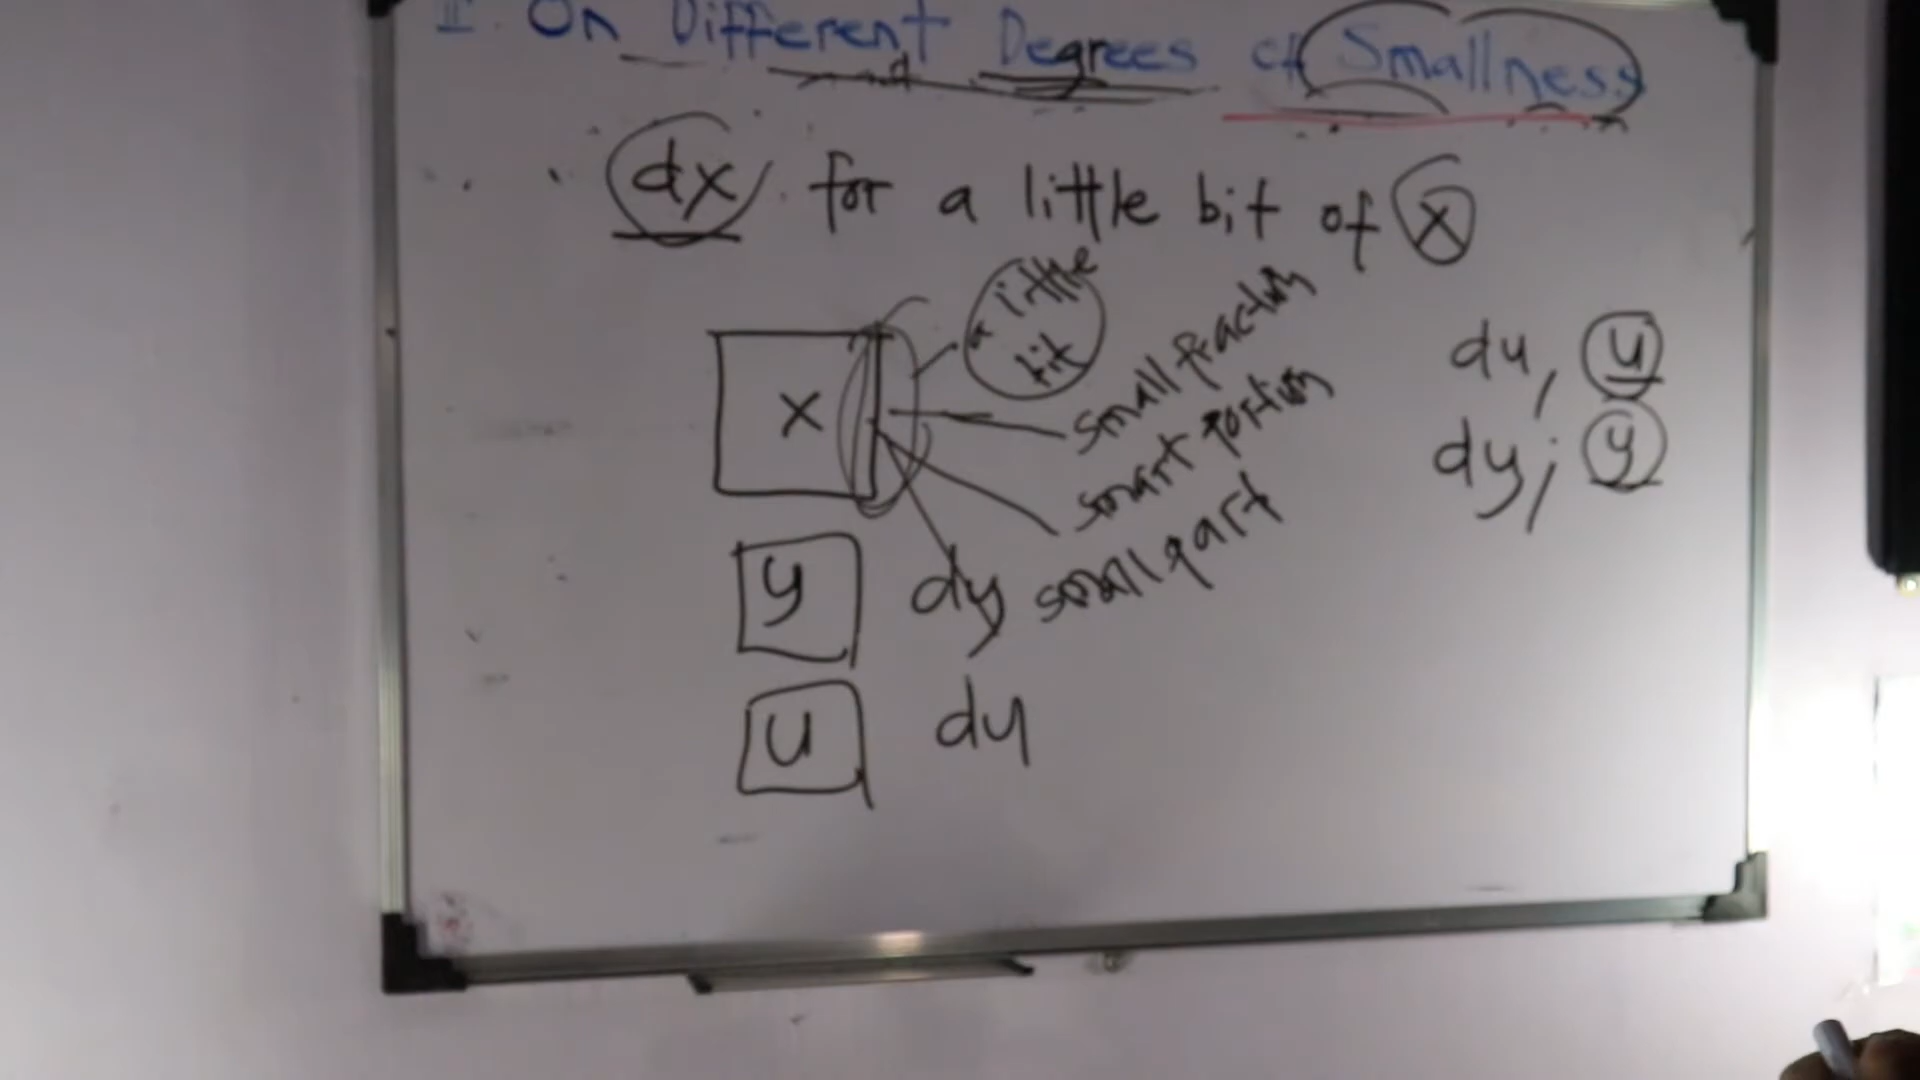 II. On Different Degrees of Smallness
dx for a little bit of x
a little
bit
x
small fraction
smart portion
small part
du, u
dy; y
y dy
u du